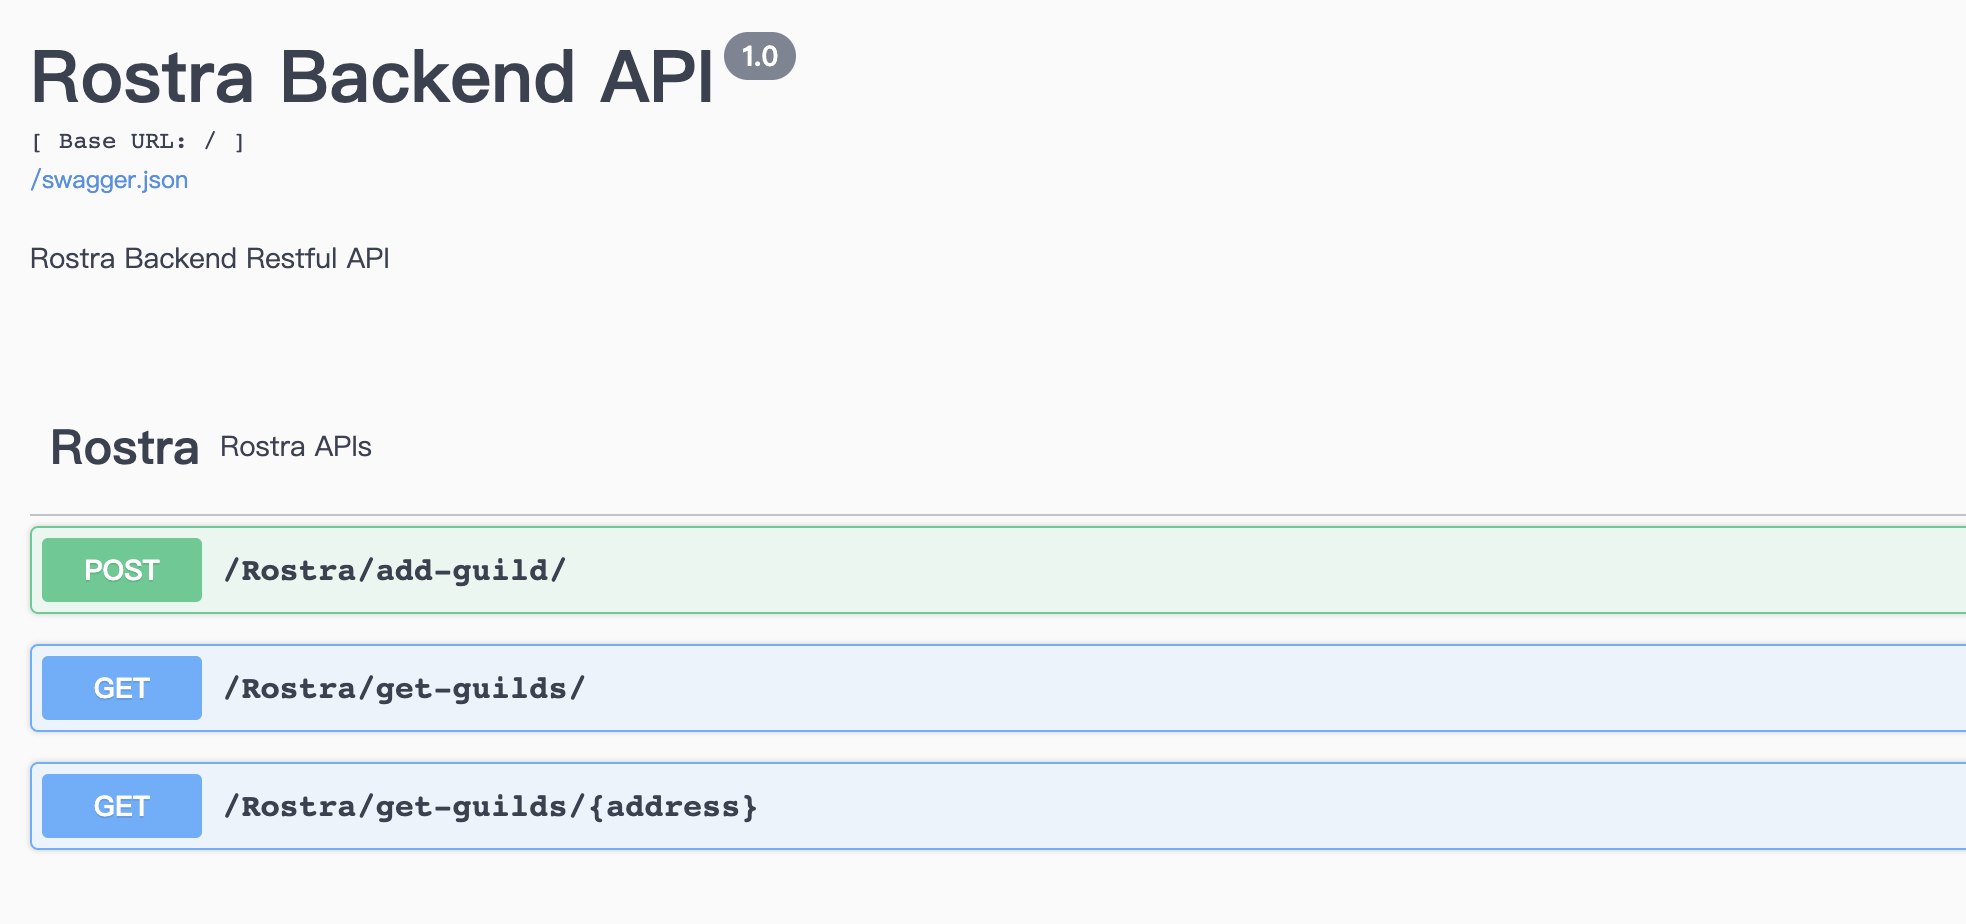 Rostra Backend API 1.0
[ Base URL: / ]
/swagger.json
Rostra Backend Restful API
Rostra Rostra APIs
POST /Rostra/add-guild/
GET /Rostra/get-guilds/
GET /Rostra/get-guilds/{address}